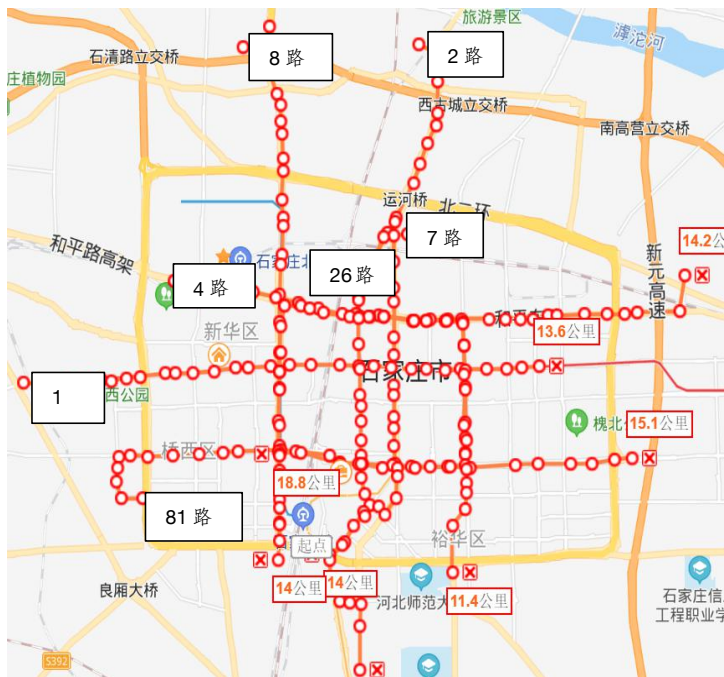 旅游景区
滹沱河
石清路立交桥
8 路
2 路
庄植物园
西古城立交桥
南高营立交桥
运河桥
北二环
7 路
14.2公
新元高速
和平路高架
石家庄北
26 路
4 路
新华区
13.6公里
石家庄市
1
西公园
槐北
15.1公里
桥西区
18.8公里
81 路
起点
裕华区
良厢大桥
14公里
14公里
河北师范大
11.4公里
石家庄信息
工程职业学
S392